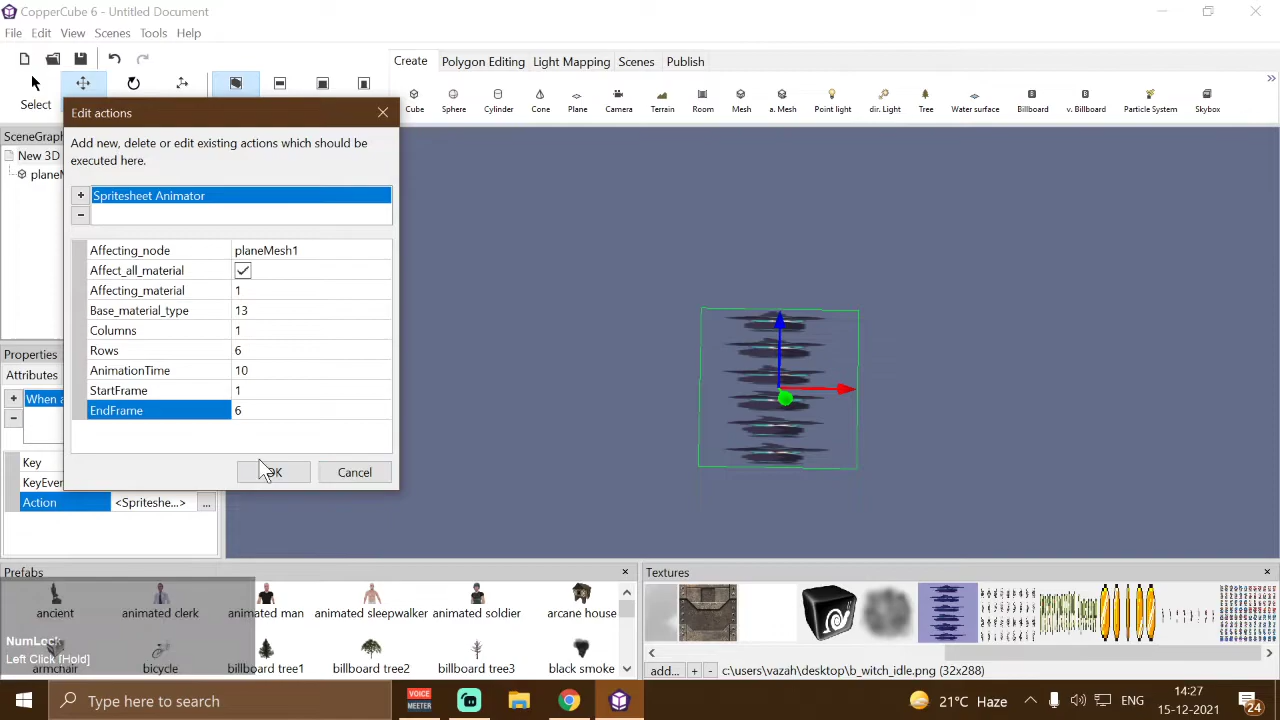 CopperCube 6 - Untitled Document
File Edit View Scenes Tools Help
Create Polygon Editing Light Mapping Scenes Publish
Select
Cube Sphere Cylinder Cone Plane Camera Terrain Room Mesh a. Mesh Point light dir. Light Tree Water surface Billboard v. Billboard Particle System Skybox
Edit actions
SceneGraph
Add new, delete or edit existing actions which should be
executed here.
New 3D
planeM
Spritesheet Animator
Affecting_node planeMesh1
Affect_all_material
Affecting_material 1
Base_material_type 13
Columns 1
Rows 6
AnimationTime 10
StartFrame 1
EndFrame 6
OK Cancel
Properties
Attributes
When a
Key
KeyEver
Action <Spriteshe...> ...
Prefabs
Textures
ancient animated clerk animated man animated sleepwalker animated soldier arcane house
armchair bicycle billboard tree1 billboard tree2 billboard tree3 black smoke
NumLock
Left Click [Hold]
add... + - c:\users\vazah\desktop\b_witch_idle.png (32x288)
Type here to search
VOICE
MEETER
21°C Haze
ENG
14:27
15-12-2021
24